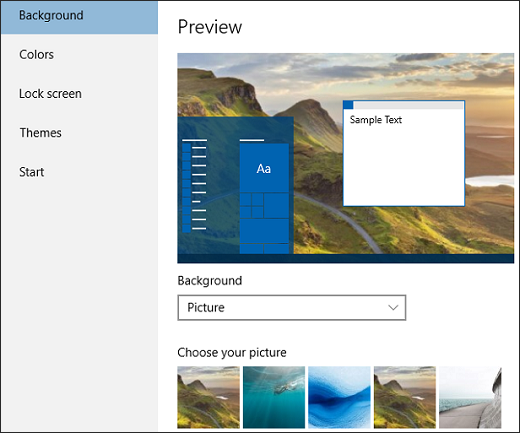 Background
Colors
Lock screen
Themes
Start
Preview
Sample Text
Aa
Background
Picture
Choose your picture